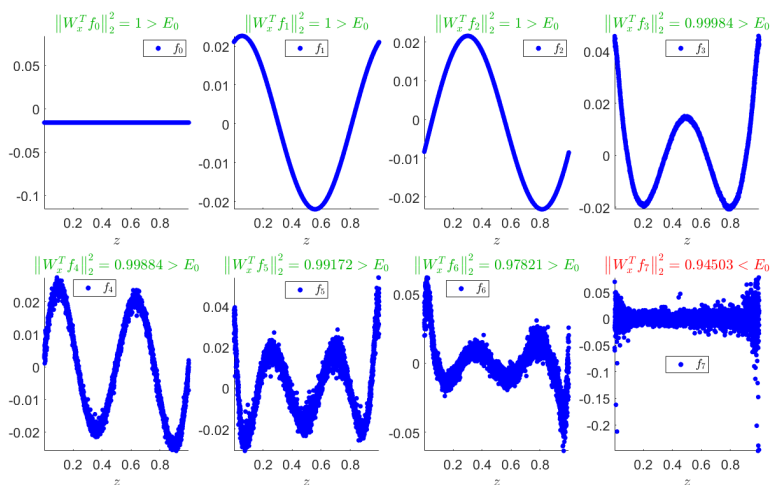 ‖W_x^T f_0‖_2^2 = 1 > E_0
‖W_x^T f_1‖_2^2 = 1 > E_0
‖W_x^T f_2‖_2^2 = 1 > E_0
‖W_x^T f_3‖_2^2 = 0.99984 > E_0
f_0
0.05
0
-0.05
-0.1
0.2 0.4 0.6 0.8
z
f_1
0.02
0.01
0
-0.01
-0.02
0.2 0.4 0.6 0.8
z
f_2
0.02
0.01
0
-0.01
-0.02
0.2 0.4 0.6 0.8
z
f_3
0.04
0.02
0
-0.02
0.2 0.4 0.6 0.8
z
‖W_x^T f_4‖_2^2 = 0.99884 > E_0
‖W_x^T f_5‖_2^2 = 0.99172 > E_0
‖W_x^T f_6‖_2^2 = 0.97821 > E_0
‖W_x^T f_7‖_2^2 = 0.94503 < E_0
f_4
0.02
0.01
0
-0.01
-0.02
0.2 0.4 0.6 0.8
z
f_5
0.04
0.02
0
-0.02
0.2 0.4 0.6 0.8
z
f_6
0.05
0
-0.05
0.2 0.4 0.6 0.8
z
f_7
0.05
0
-0.05
-0.1
-0.15
-0.2
0.2 0.4 0.6 0.8
z